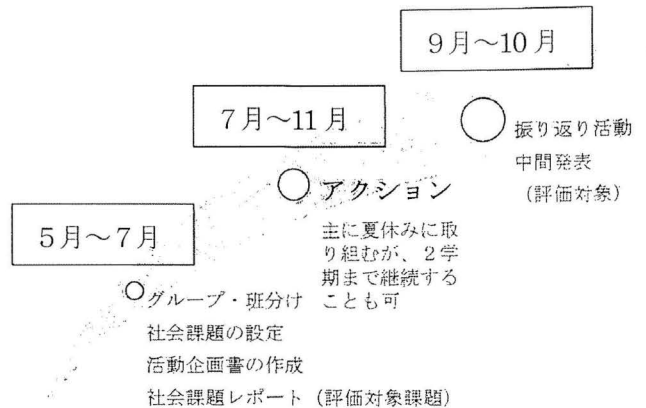 9月～10月
振り返り活動
中間発表
（評価対象）
7月～11月
アクション
主に夏休みに取
り組むが、2学
期まで継続する
ことも可
5月～7月
グループ・班分け
社会課題の設定
活動企画書の作成
社会課題レポート（評価対象課題）